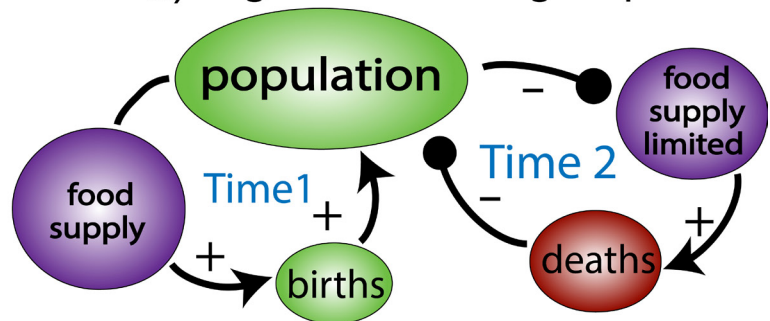 population
food
supply
limited
–
Time 2
Time1
food
supply
+
–
+
+
births
deaths